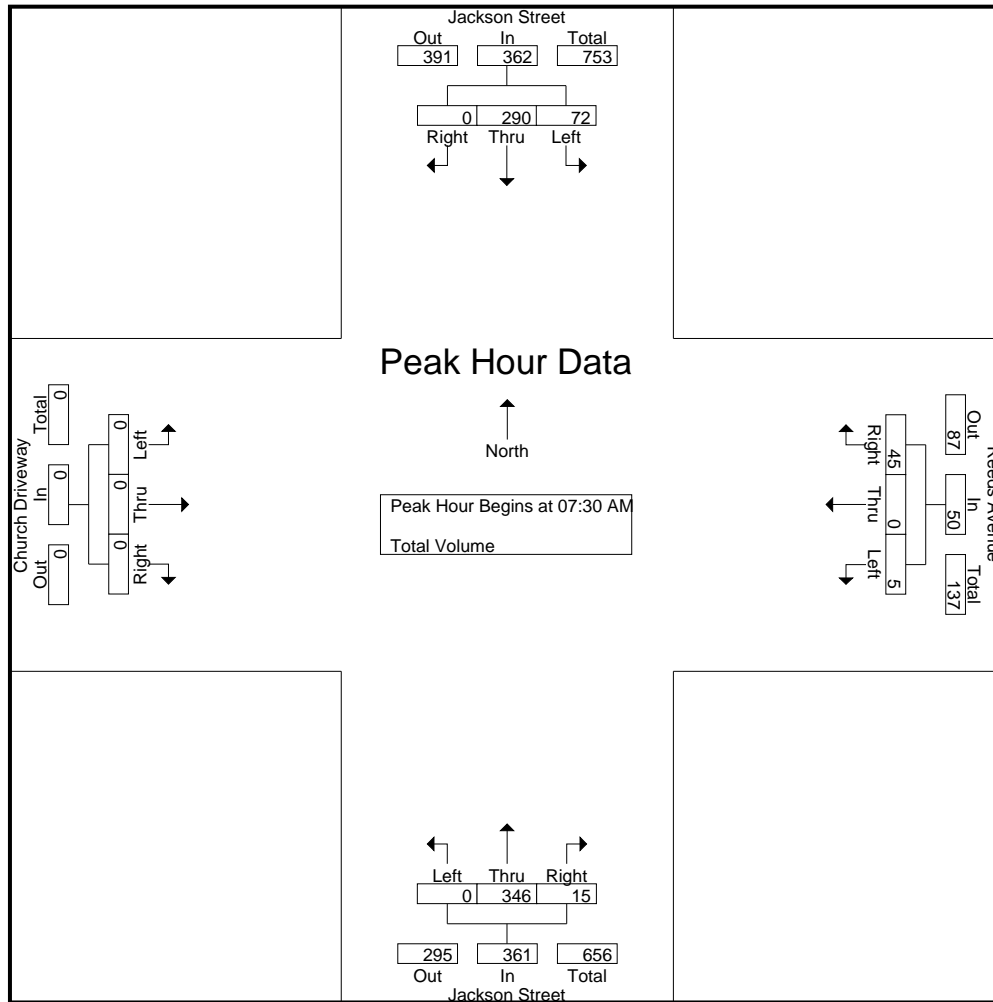 Jackson Street
Out In Total
391 362 753
0 290 72
Right Thru Left
Peak Hour Data
North
Peak Hour Begins at 07:30 AM
Total Volume
Church Driveway
Total In Out
0 0 0
0 0 0
Left Thru Right
Reeds Avenue
Out In Total
87 50 137
45 0 5
Right Thru Left
Left Thru Right
0 346 15
295 361 656
Out In Total
Jackson Street